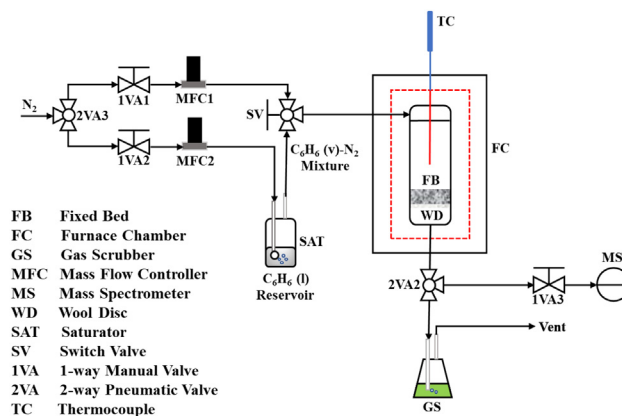 TC
N₂
2VA3
1VA1
MFC1
1VA2
MFC2
SV
C₆H₆ (v)-N₂
Mixture
FC
FB
WD
SAT
C₆H₆ (l)
Reservoir
2VA2
1VA3
MS
Vent
GS
FB Fixed Bed
FC Furnace Chamber
GS Gas Scrubber
MFC Mass Flow Controller
MS Mass Spectrometer
WD Wool Disc
SAT Saturator
SV Switch Valve
1VA 1-way Manual Valve
2VA 2-way Pneumatic Valve
TC Thermocouple